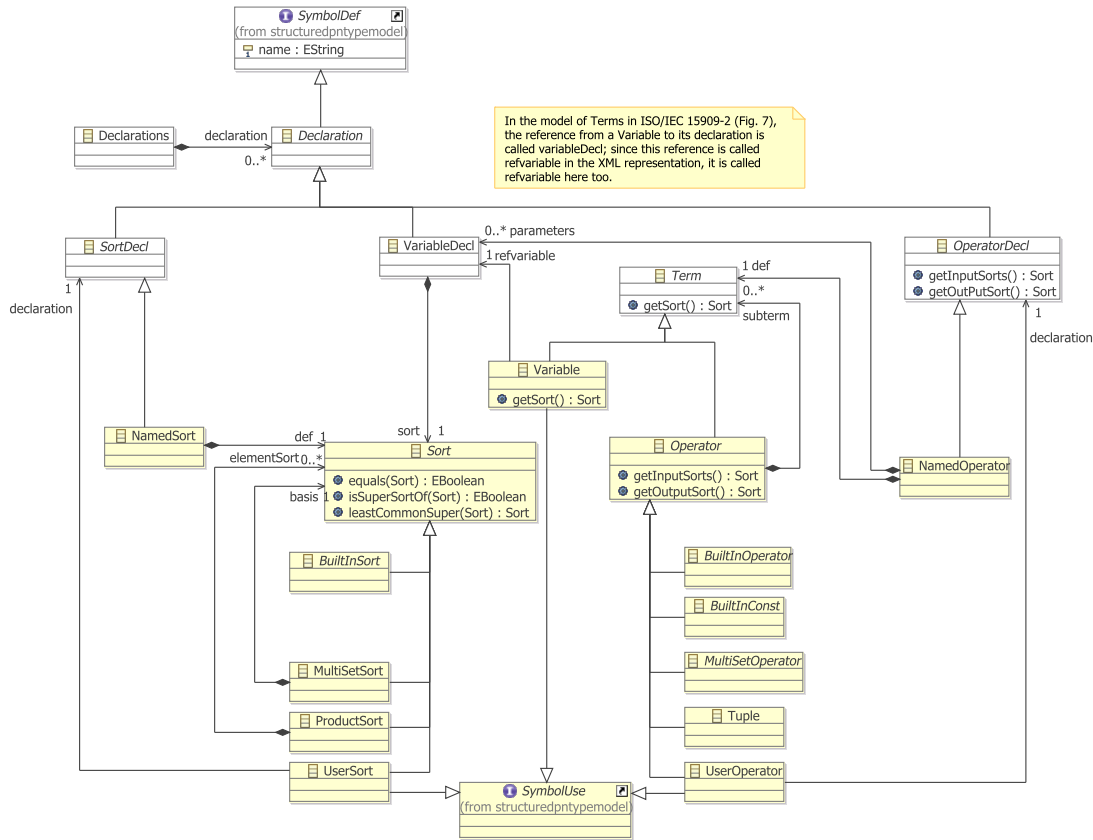 SymbolDef
(from structuredpntypemodel)
name : EString
Declarations
declaration
0..*
Declaration
In the model of Terms in ISO/IEC 15909-2 (Fig. 7),
the reference from a Variable to its declaration is
called variableDecl; since this reference is called
refvariable in the XML representation, it is called
refvariable here too.
SortDecl
VariableDecl
0..* parameters
1 refvariable
OperatorDecl
getInputSorts() : Sort
getOutPutSort() : Sort
Term
getSort() : Sort
1 def
0..*
subterm
1
declaration
1
declaration
Variable
getSort() : Sort
NamedSort
def 1
sort 1
elementSort 0..*
basis 1
Sort
equals(Sort) : EBoolean
isSuperSortOf(Sort) : EBoolean
leastCommonSuper(Sort) : Sort
Operator
getInputSorts() : Sort
getOutputSort() : Sort
NamedOperator
BuiltInSort
BuiltInOperator
BuiltInConst
MultiSetSort
MultiSetOperator
ProductSort
Tuple
UserSort
UserOperator
SymbolUse
(from structuredpntypemodel)